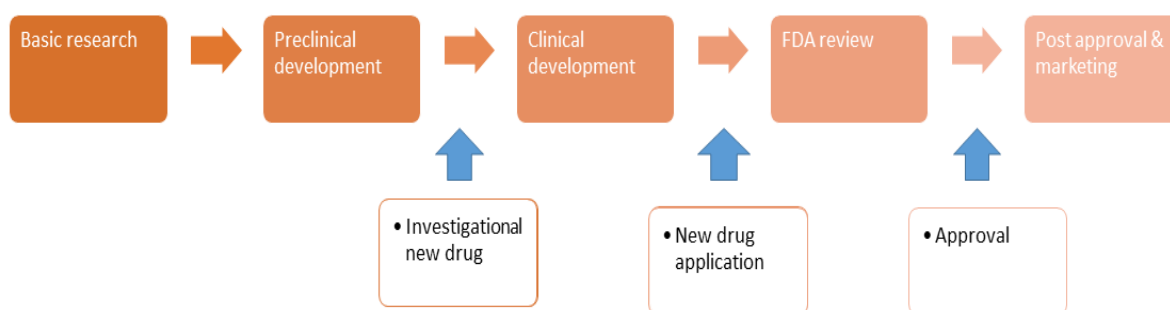 Basic research
Preclinical
development
Clinical
development
FDA review
Post approval &
marketing
• Investigational
new drug
• New drug
application
• Approval